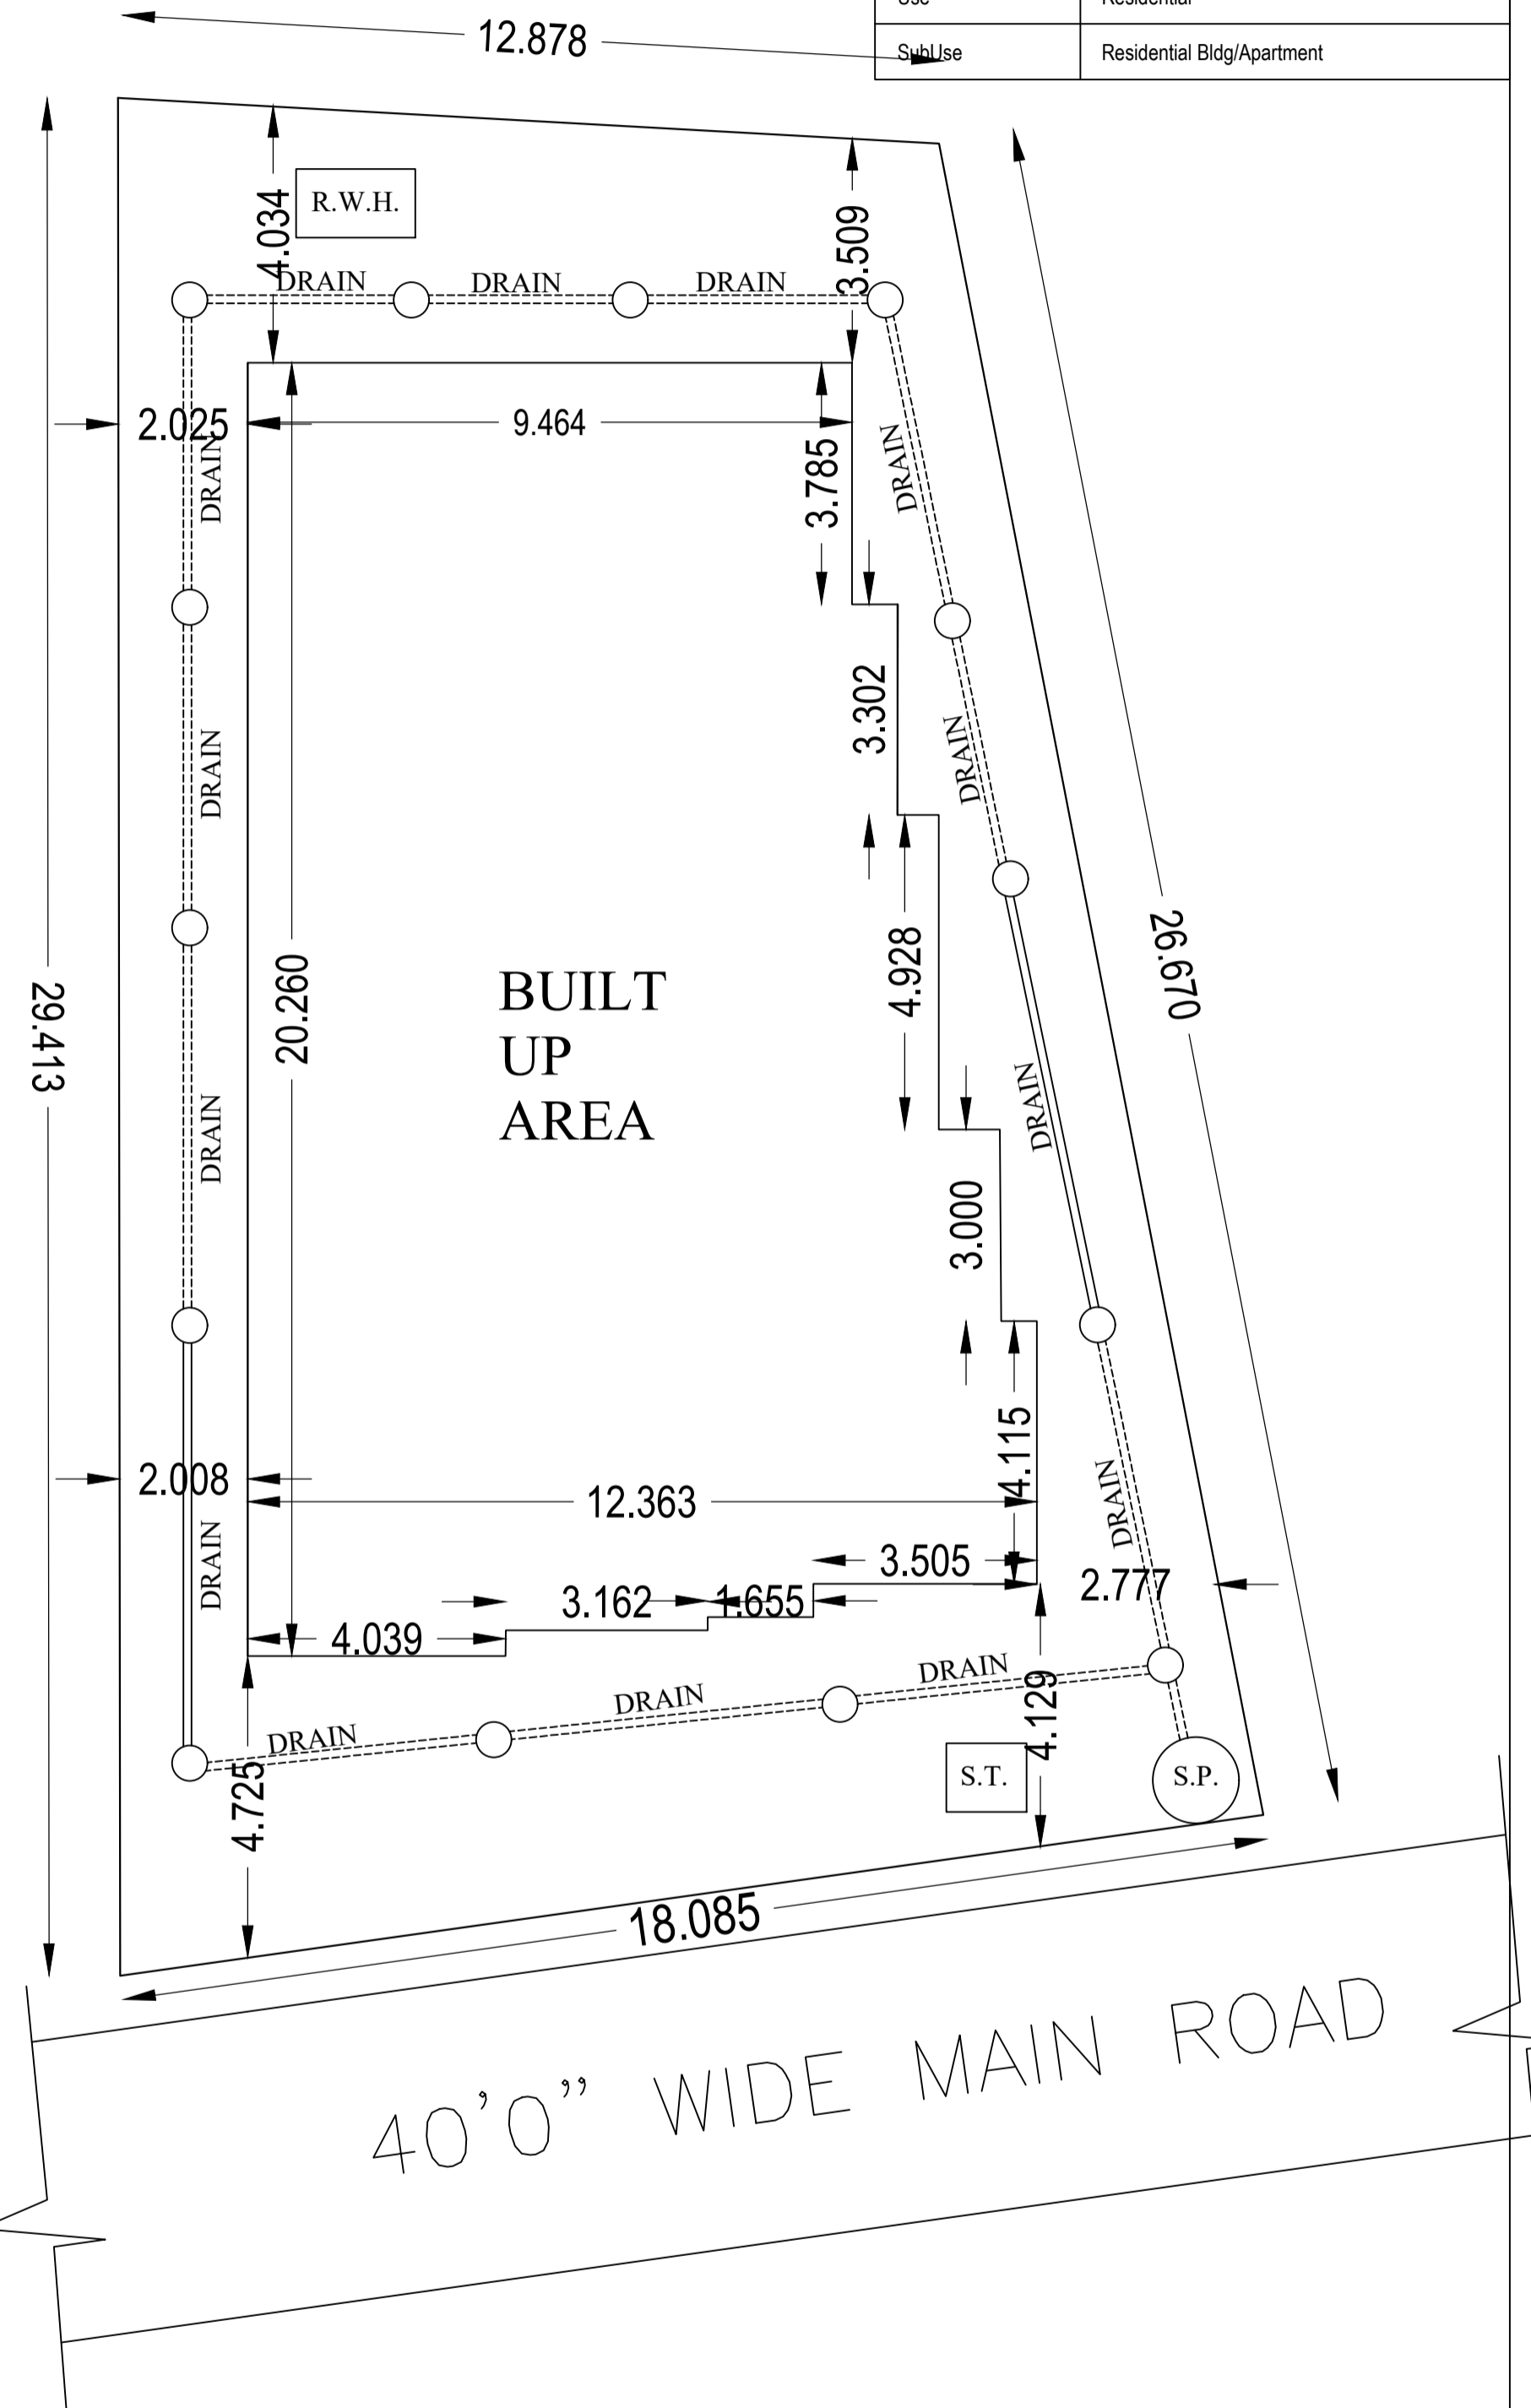 Residential
12.878
SubUse
Residential Bldg/Apartment
4.034
R.W.H.
3.509
DRAIN
DRAIN
DRAIN
2.025
9.464
DRAIN
3.785
DRAIN
3.302
DRAIN
DRAIN
29.413
20.260
BUILT
UP
AREA
4.928
26.670
DRAIN
DRAIN
3.000
2.008
4.115
12.363
DRAIN
DRAIN
3.505
2.777
3.162
1.655
4.039
DRAIN
DRAIN
DRAIN
4.129
4.725
S.T.
S.P.
18.085
40'0" WIDE MAIN ROAD